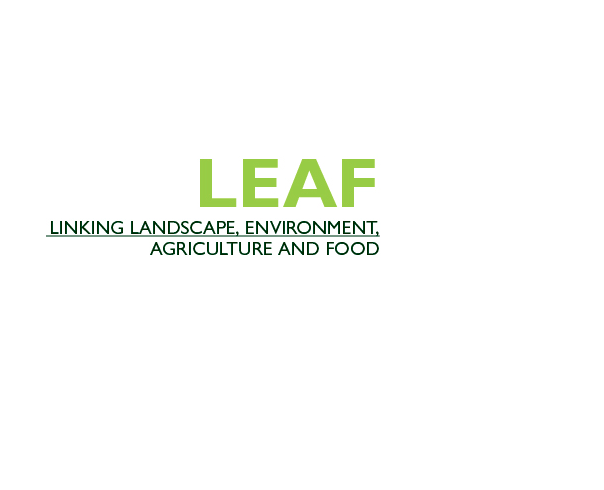 LEAF
LINKING LANDSCAPE, ENVIRONMENT,
AGRICULTURE AND FOOD